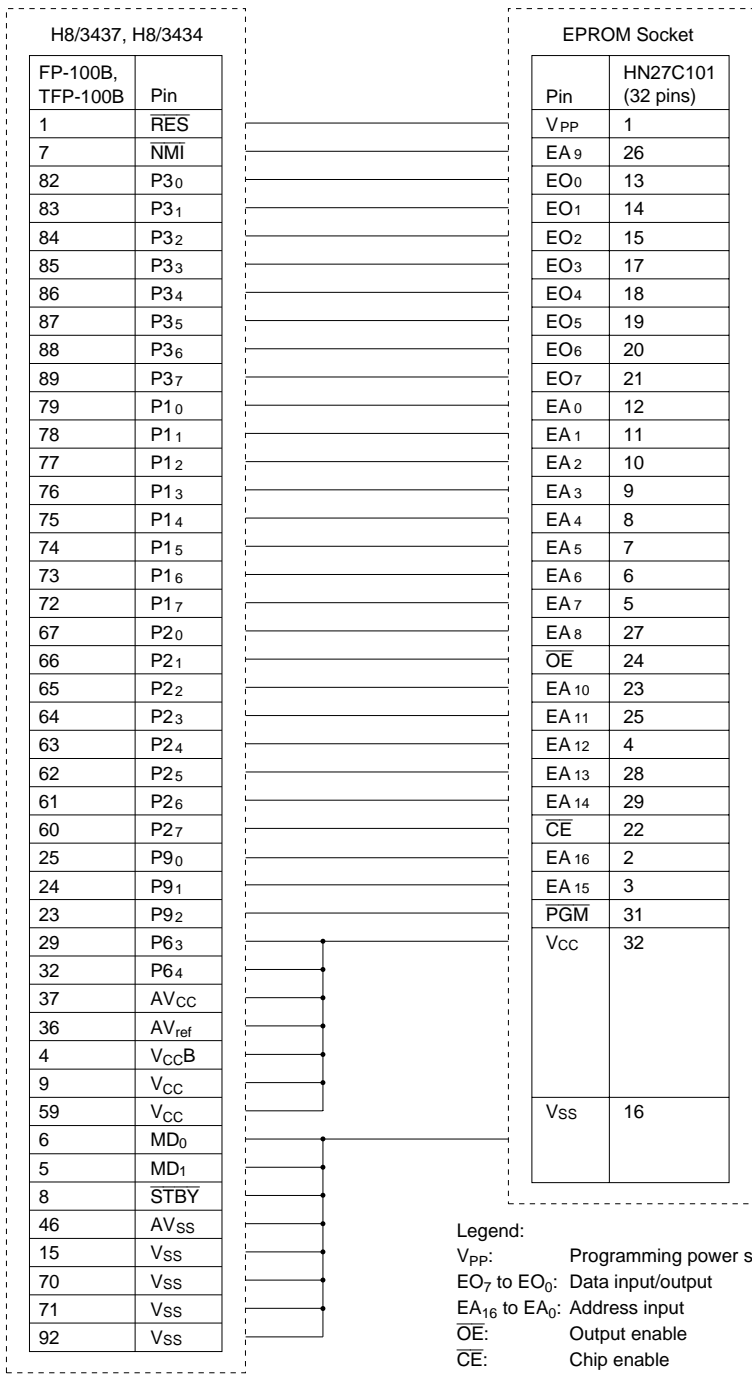 H8/3437, H8/3434 EPROM Socket
FP-100B, HN27C101
TFP-100B Pin Pin (32 pins)
1 R̅E̅S̅ VPP 1
7 N̅M̅I̅ EA9 26
82 P30 EO0 13
83 P31 EO1 14
84 P32 EO2 15
85 P33 EO3 17
86 P34 EO4 18
87 P35 EO5 19
88 P36 EO6 20
89 P37 EO7 21
79 P10 EA0 12
78 P11 EA1 11
77 P12 EA2 10
76 P13 EA3 9
75 P14 EA4 8
74 P15 EA5 7
73 P16 EA6 6
72 P17 EA7 5
67 P20 EA8 27
66 P21 O̅E̅ 24
65 P22 EA10 23
64 P23 EA11 25
63 P24 EA12 4
62 P25 EA13 28
61 P26 EA14 29
60 P27 C̅E̅ 22
25 P90 EA16 2
24 P91 EA15 3
23 P92 P̅G̅M̅ 31
29 P63 VCC 32
32 P64
37 AVCC
36 AVref
4 VCCB
9 VCC
59 VCC VSS 16
6 MD0
5 MD1
8 S̅T̅B̅Y̅
46 AVSS
15 VSS
70 VSS
71 VSS
92 VSS
Legend:
VPP: Programming power s
EO7 to EO0: Data input/output
EA16 to EA0: Address input
O̅E̅: Output enable
C̅E̅: Chip enable